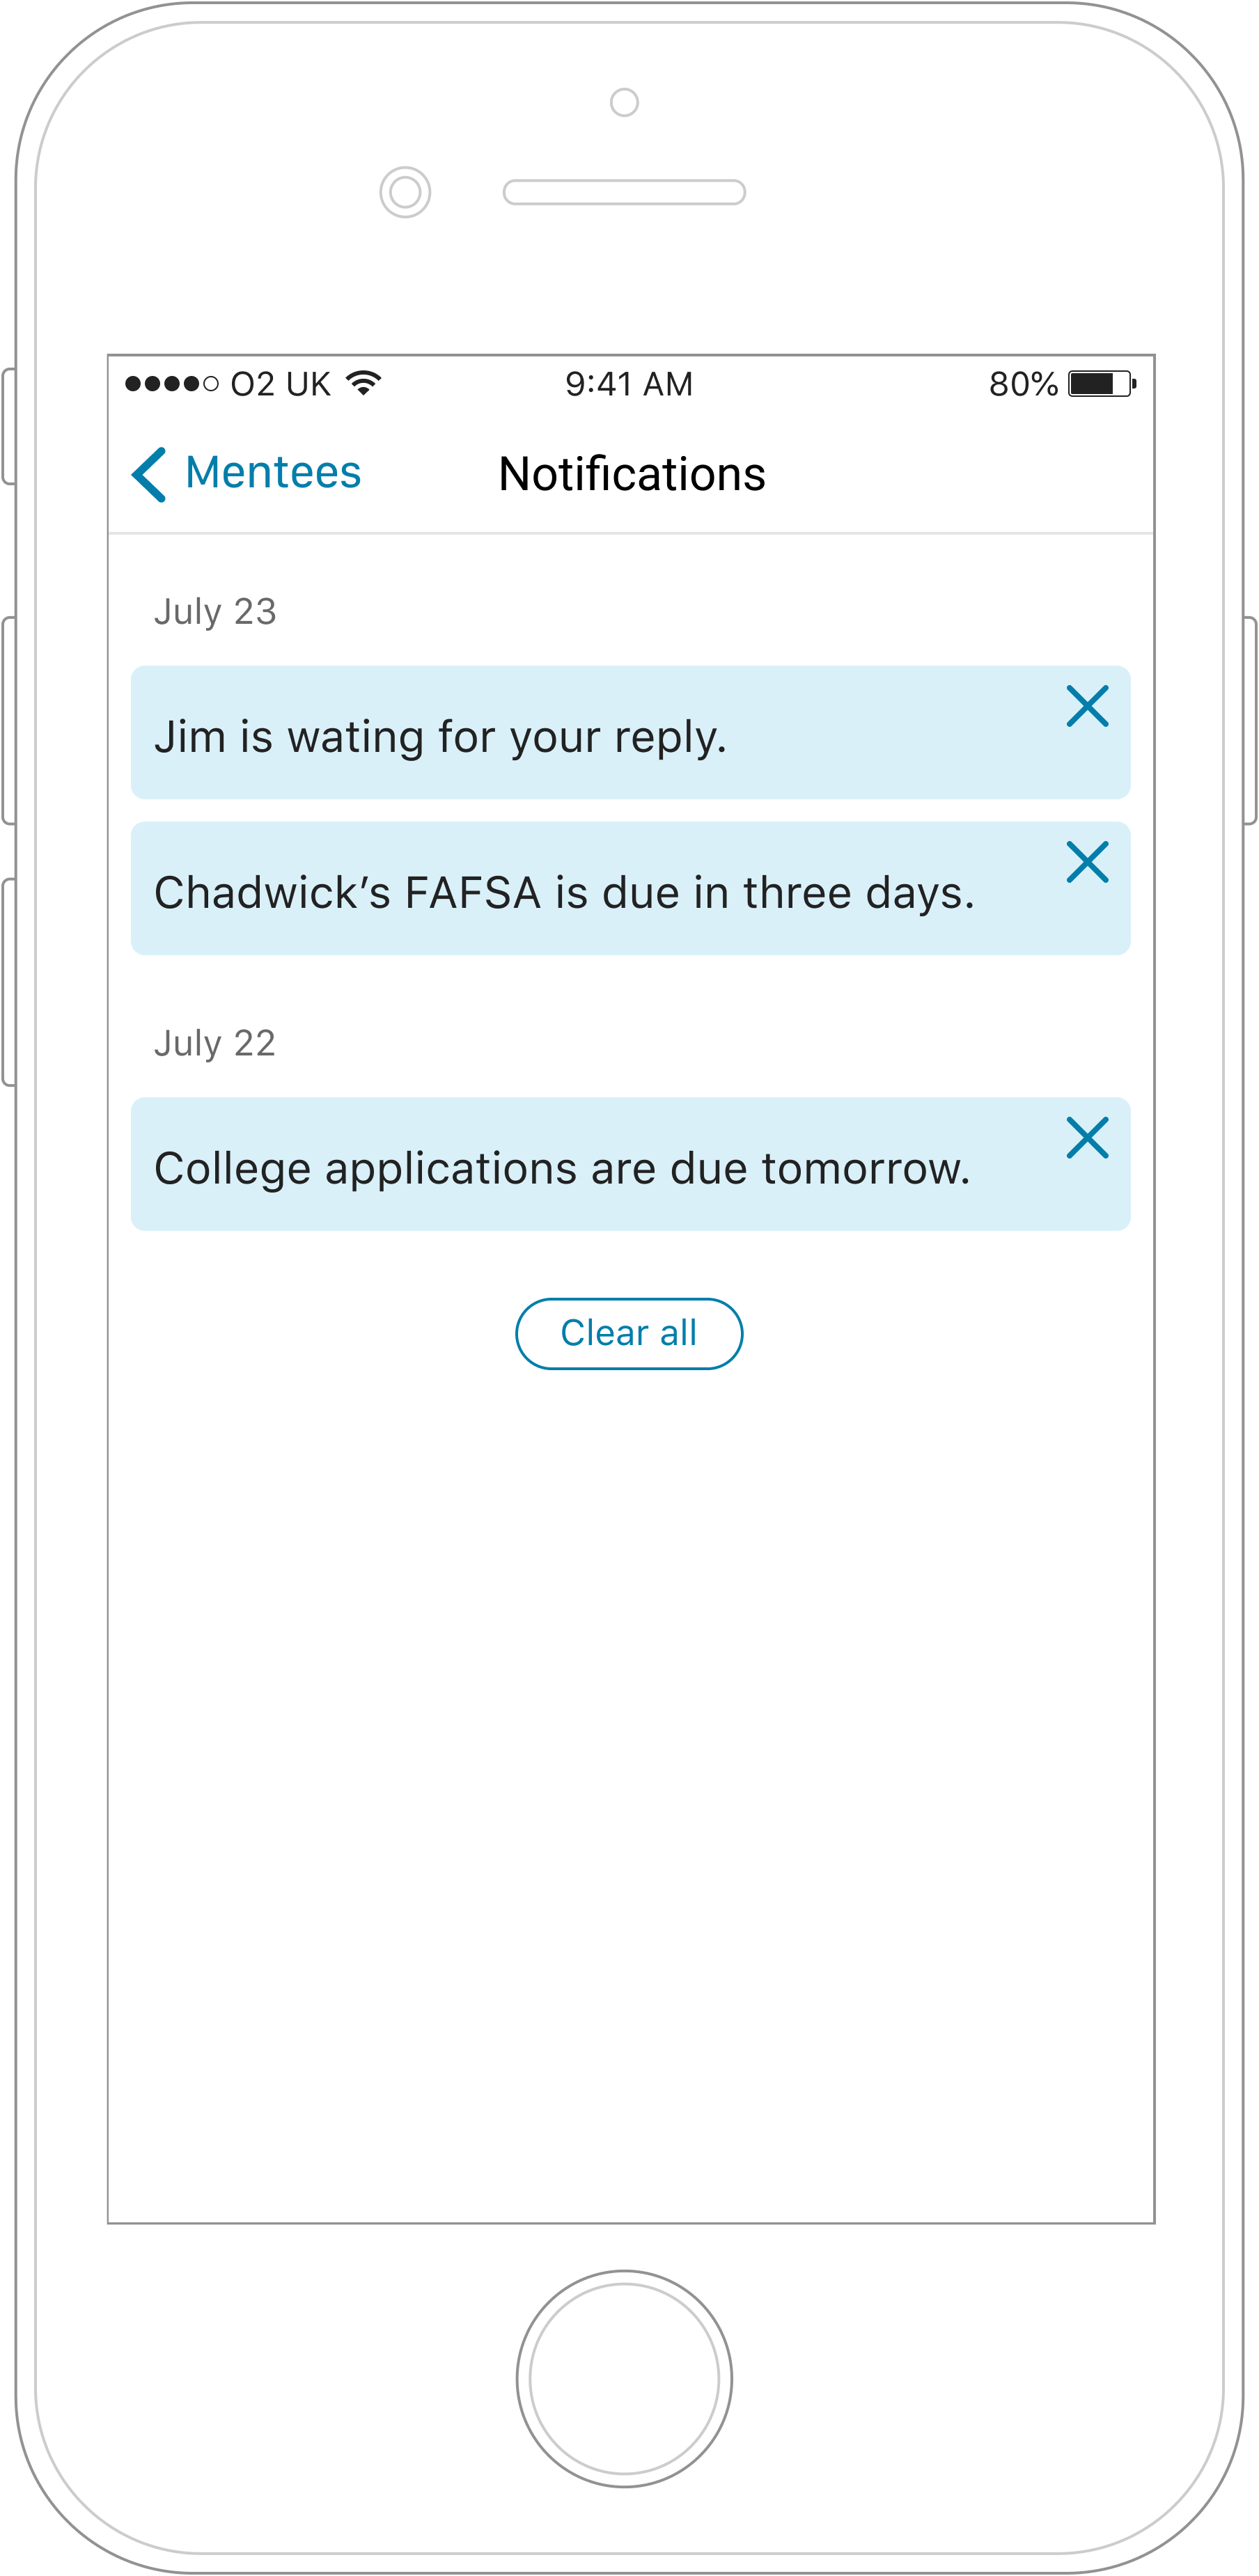 O2 UK 9:41 AM 80%
Mentees Notifications
July 23
Jim is wating for your reply.
Chadwick’s FAFSA is due in three days.
July 22
College applications are due tomorrow.
Clear all